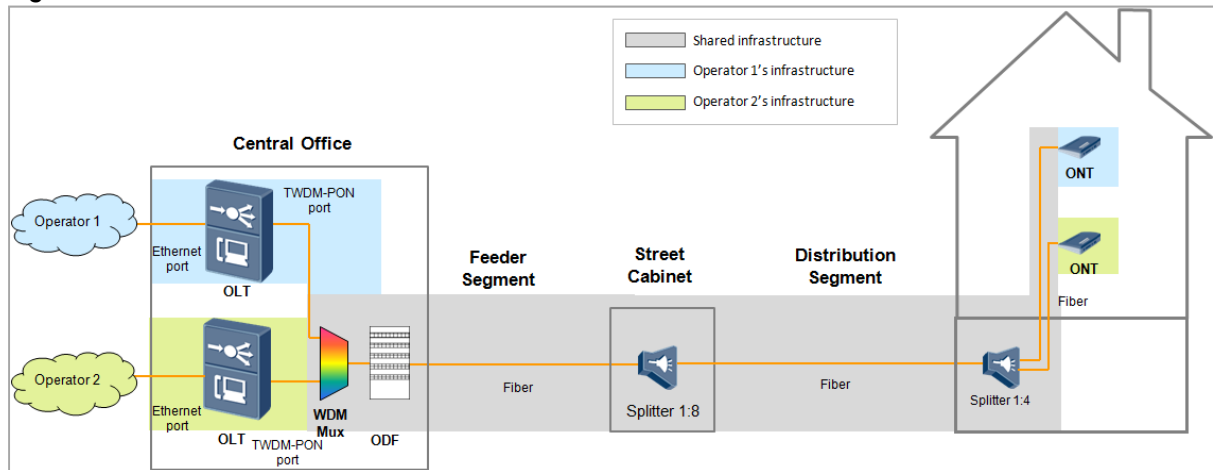 Shared infrastructure
Operator 1's infrastructure
Operator 2's infrastructure
Central Office
TWDM-PON
port
Operator 1
Ethernet
port
OLT
Feeder
Segment
Street
Cabinet
Distribution
Segment
ONT
ONT
Fiber
Operator 2
Ethernet
port
OLT
TWDM-PON
port
WDM
Mux
ODF
Fiber
Splitter 1:8
Fiber
Splitter 1:4